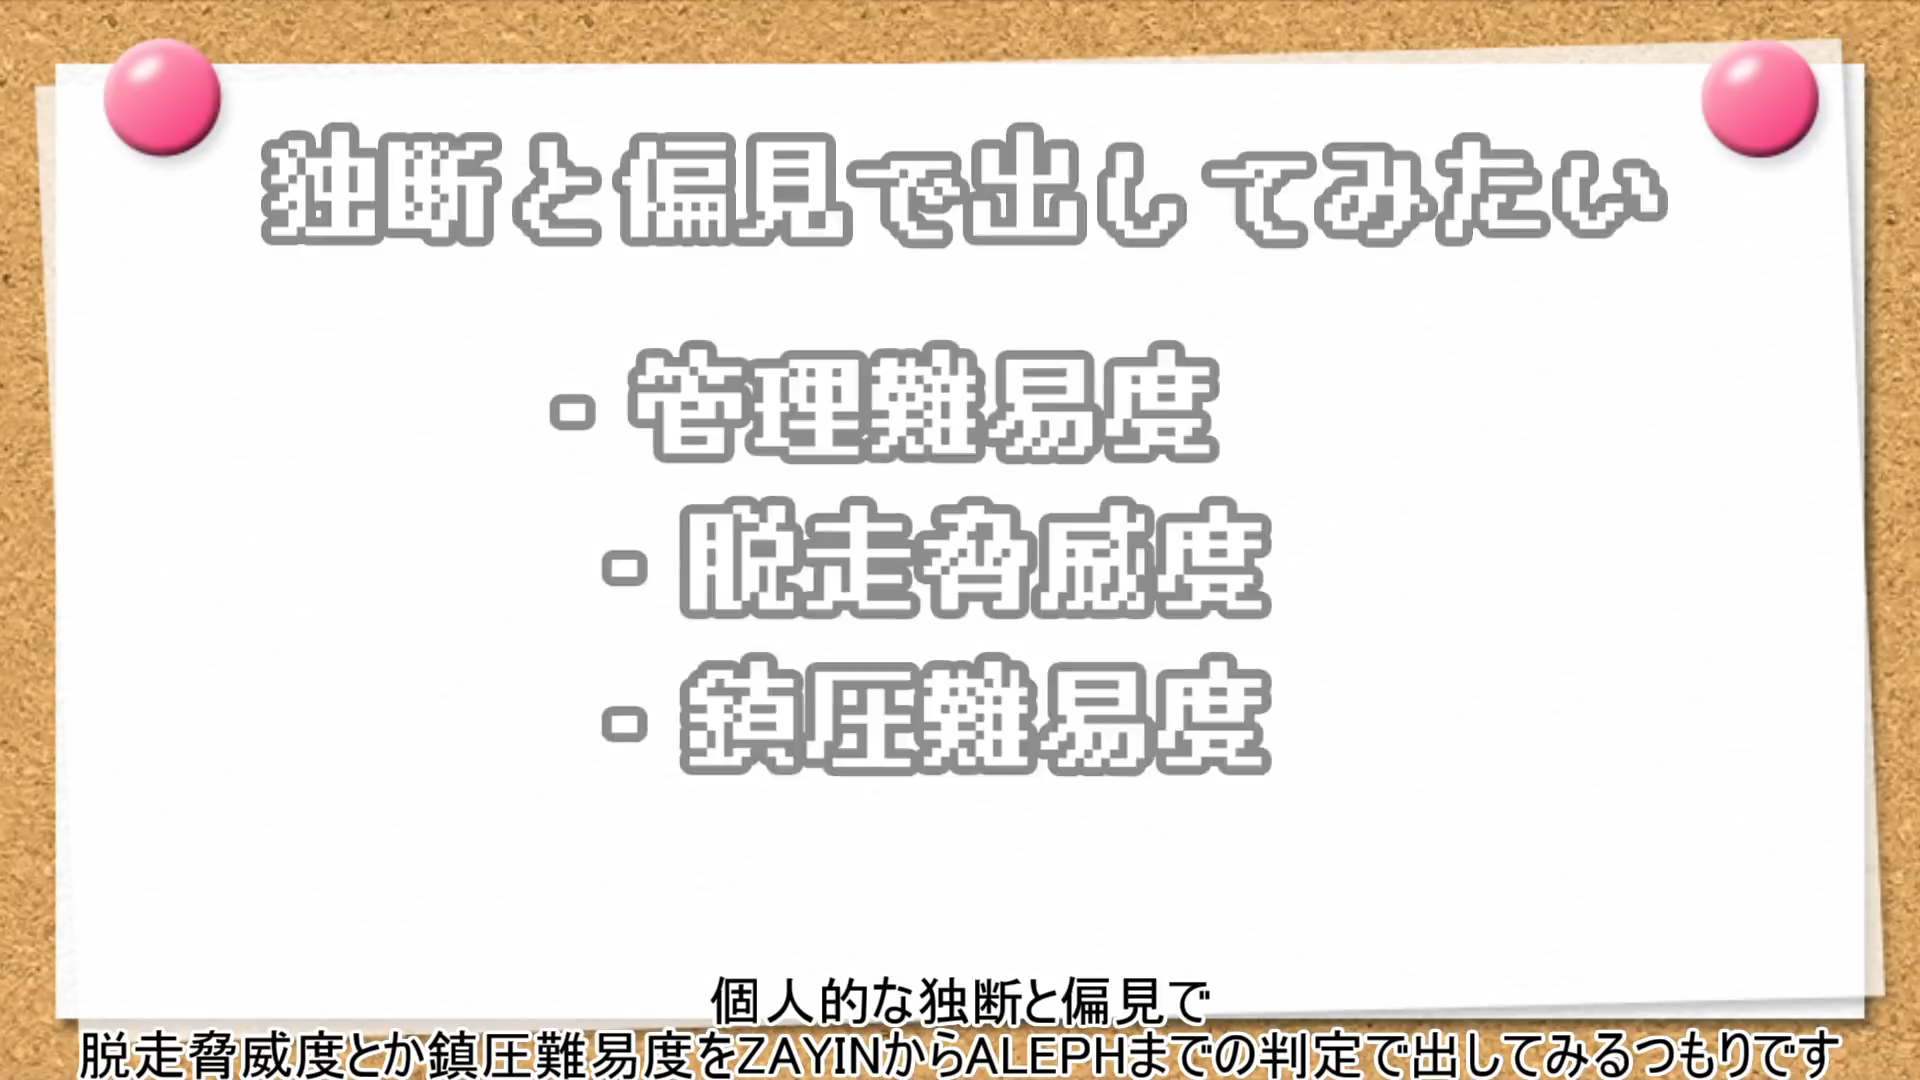 独断と偏見で出してみたい
- 管理難易度
- 脱走脅威度
- 鎮圧難易度
個人的な独断と偏見で
脱走脅威度とか鎮圧難易度をZAYINからALEPHまでの判定で出してみるつもりです